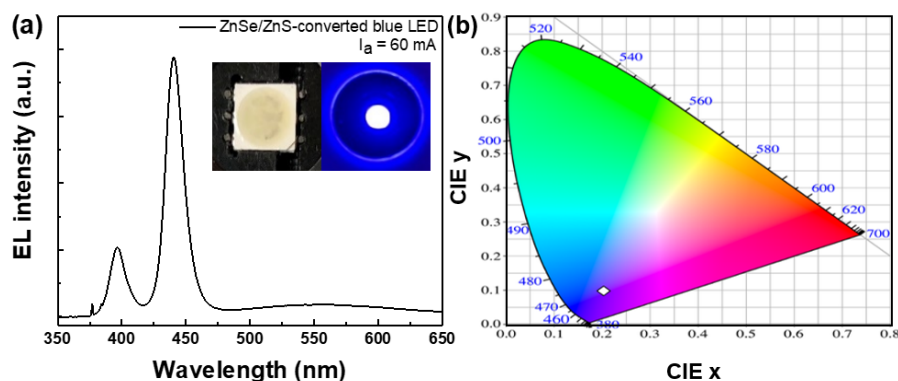 (a)
ZnSe/ZnS-converted blue LED
Iₐ = 60 mA
EL intensity (a.u.)
350 400 450 500 550 600 650
Wavelength (nm)
(b)
0.9
0.8
0.7
0.6
0.5
0.4
0.3
0.2
0.1
0.0
CIE y
520
540
560
500
580
600
620
490
700
480
470
460
380
0.0 0.1 0.2 0.3 0.4 0.5 0.6 0.7 0.8
CIE x